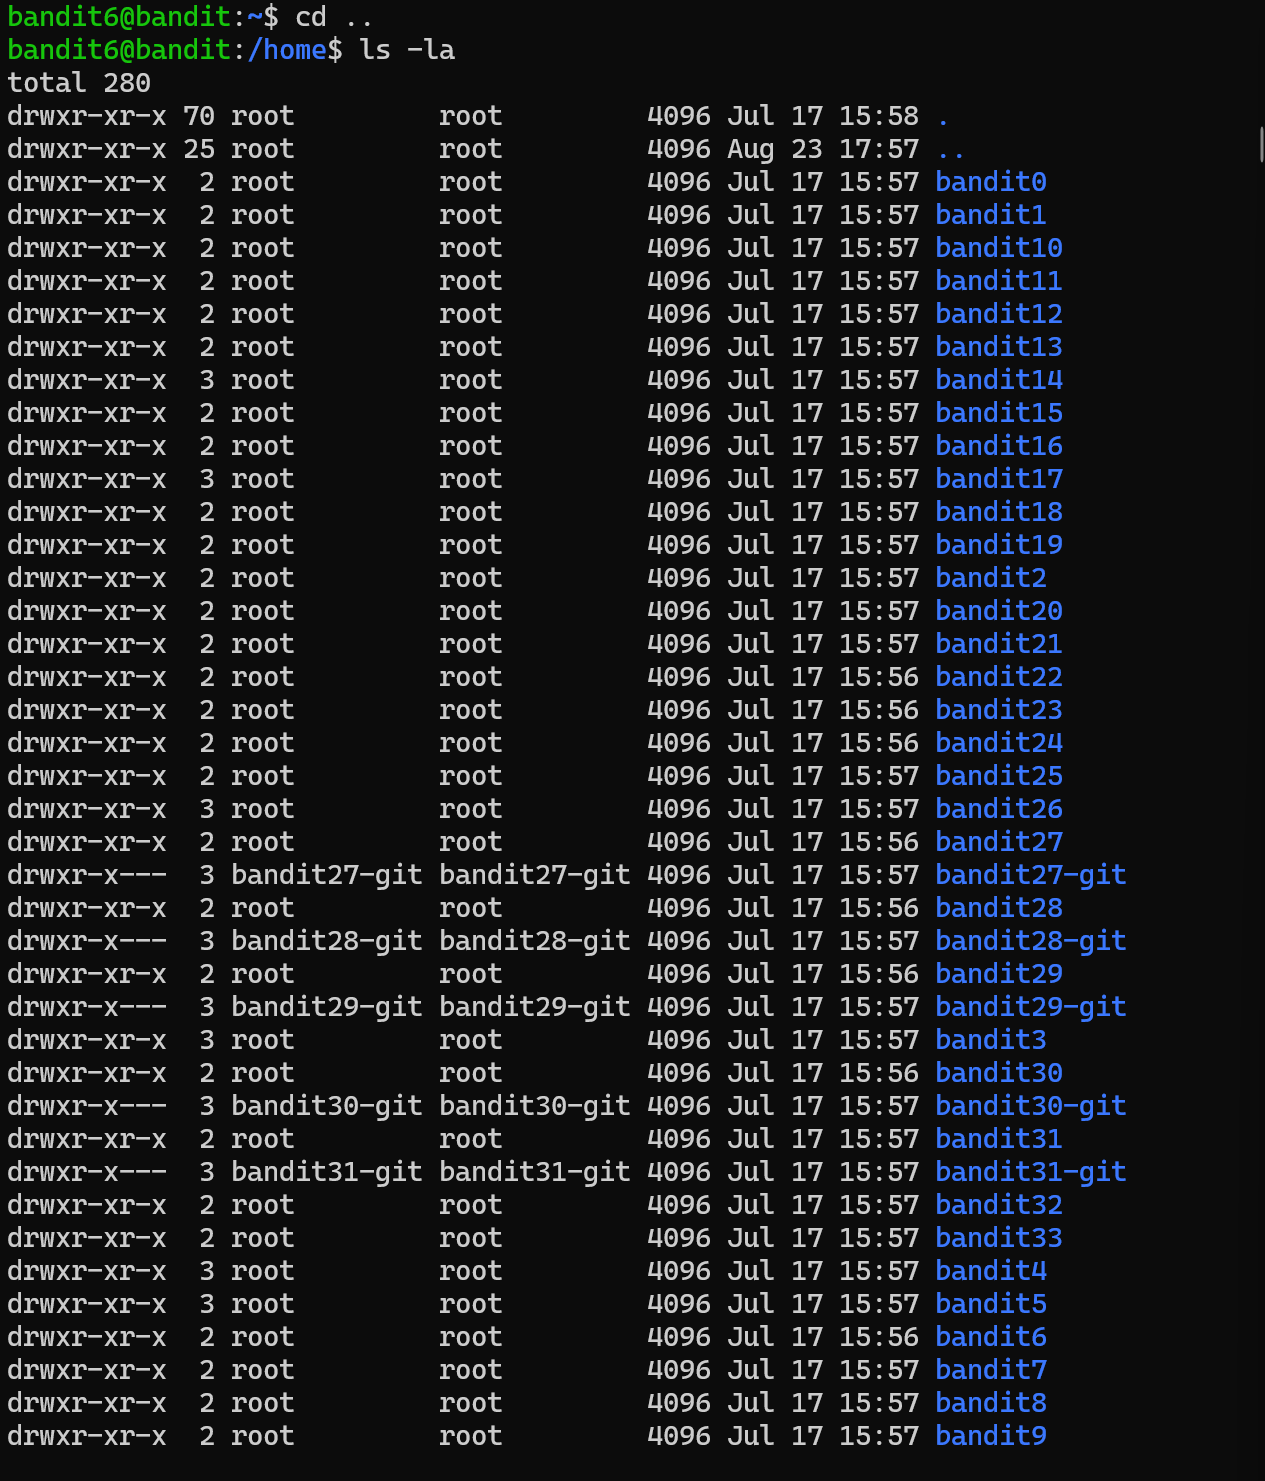 bandit6@bandit:~$ cd ..
bandit6@bandit:/home$ ls -la
total 280
drwxr-xr-x 70 root         root         4096 Jul 17 15:58 .
drwxr-xr-x 25 root         root         4096 Aug 23 17:57 ..
drwxr-xr-x  2 root         root         4096 Jul 17 15:57 bandit0
drwxr-xr-x  2 root         root         4096 Jul 17 15:57 bandit1
drwxr-xr-x  2 root         root         4096 Jul 17 15:57 bandit10
drwxr-xr-x  2 root         root         4096 Jul 17 15:57 bandit11
drwxr-xr-x  2 root         root         4096 Jul 17 15:57 bandit12
drwxr-xr-x  2 root         root         4096 Jul 17 15:57 bandit13
drwxr-xr-x  3 root         root         4096 Jul 17 15:57 bandit14
drwxr-xr-x  2 root         root         4096 Jul 17 15:57 bandit15
drwxr-xr-x  2 root         root         4096 Jul 17 15:57 bandit16
drwxr-xr-x  3 root         root         4096 Jul 17 15:57 bandit17
drwxr-xr-x  2 root         root         4096 Jul 17 15:57 bandit18
drwxr-xr-x  2 root         root         4096 Jul 17 15:57 bandit19
drwxr-xr-x  2 root         root         4096 Jul 17 15:57 bandit2
drwxr-xr-x  2 root         root         4096 Jul 17 15:57 bandit20
drwxr-xr-x  2 root         root         4096 Jul 17 15:57 bandit21
drwxr-xr-x  2 root         root         4096 Jul 17 15:56 bandit22
drwxr-xr-x  2 root         root         4096 Jul 17 15:56 bandit23
drwxr-xr-x  2 root         root         4096 Jul 17 15:56 bandit24
drwxr-xr-x  2 root         root         4096 Jul 17 15:57 bandit25
drwxr-xr-x  3 root         root         4096 Jul 17 15:57 bandit26
drwxr-xr-x  2 root         root         4096 Jul 17 15:56 bandit27
drwxr-x---  3 bandit27-git bandit27-git 4096 Jul 17 15:57 bandit27-git
drwxr-xr-x  2 root         root         4096 Jul 17 15:56 bandit28
drwxr-x---  3 bandit28-git bandit28-git 4096 Jul 17 15:57 bandit28-git
drwxr-xr-x  2 root         root         4096 Jul 17 15:56 bandit29
drwxr-x---  3 bandit29-git bandit29-git 4096 Jul 17 15:57 bandit29-git
drwxr-xr-x  3 root         root         4096 Jul 17 15:57 bandit3
drwxr-xr-x  2 root         root         4096 Jul 17 15:56 bandit30
drwxr-x---  3 bandit30-git bandit30-git 4096 Jul 17 15:57 bandit30-git
drwxr-xr-x  2 root         root         4096 Jul 17 15:57 bandit31
drwxr-x---  3 bandit31-git bandit31-git 4096 Jul 17 15:57 bandit31-git
drwxr-xr-x  2 root         root         4096 Jul 17 15:57 bandit32
drwxr-xr-x  2 root         root         4096 Jul 17 15:57 bandit33
drwxr-xr-x  3 root         root         4096 Jul 17 15:57 bandit4
drwxr-xr-x  3 root         root         4096 Jul 17 15:57 bandit5
drwxr-xr-x  2 root         root         4096 Jul 17 15:56 bandit6
drwxr-xr-x  2 root         root         4096 Jul 17 15:57 bandit7
drwxr-xr-x  2 root         root         4096 Jul 17 15:57 bandit8
drwxr-xr-x  2 root         root         4096 Jul 17 15:57 bandit9